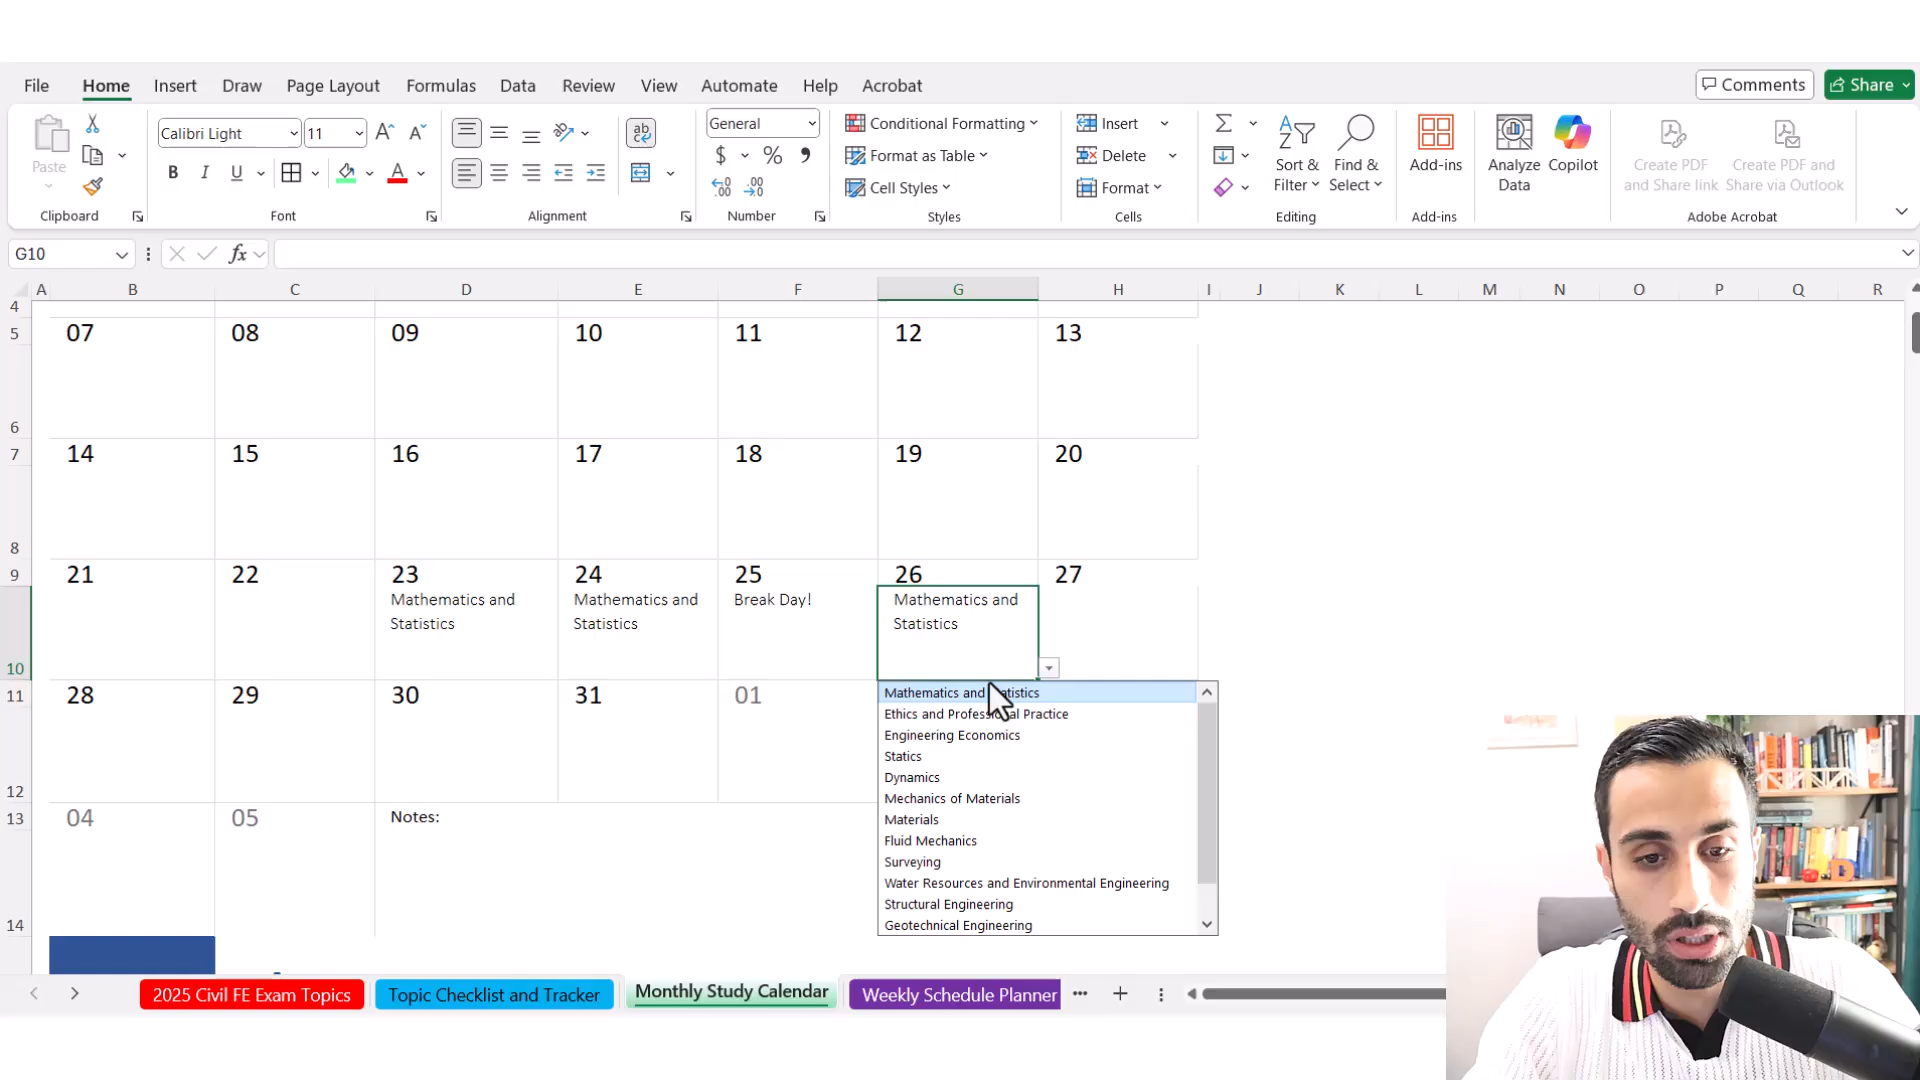 File Home Insert Draw Page Layout Formulas Data Review View Automate Help Acrobat Comments Share
Paste
Clipboard
Calibri Light 11
B I U
Font
ab
Alignment
General
$ % 9
.00
Number
Conditional Formatting
Format as Table
Cell Styles
Styles
Insert
Delete
Format
Cells
Sort & Filter
Find & Select
Editing
Add-ins
Add-ins
Analyze Data
Copilot
Create PDF and Share link
Create PDF and Share via Outlook
Adobe Acrobat
G10 fx
A B C D E F G H I J K L M N O P Q R
4
5 07 08 09 10 11 12 13
6
7 14 15 16 17 18 19 20
8
9 21 22 23 24 25 26 27
Mathematics and Statistics
Mathematics and Statistics
Break Day!
Mathematics and Statistics
10
11 28 29 30 31 01
12
13 04 05 Notes:
14
Mathematics and
Ethics and Professional Practice
Engineering Economics
Statics
Dynamics
Mechanics of Materials
Materials
Fluid Mechanics
Surveying
Water Resources and Environmental Engineering
Structural Engineering
Geotechnical Engineering
2025 Civil FE Exam Topics Topic Checklist and Tracker Monthly Study Calendar Weekly Schedule Planner